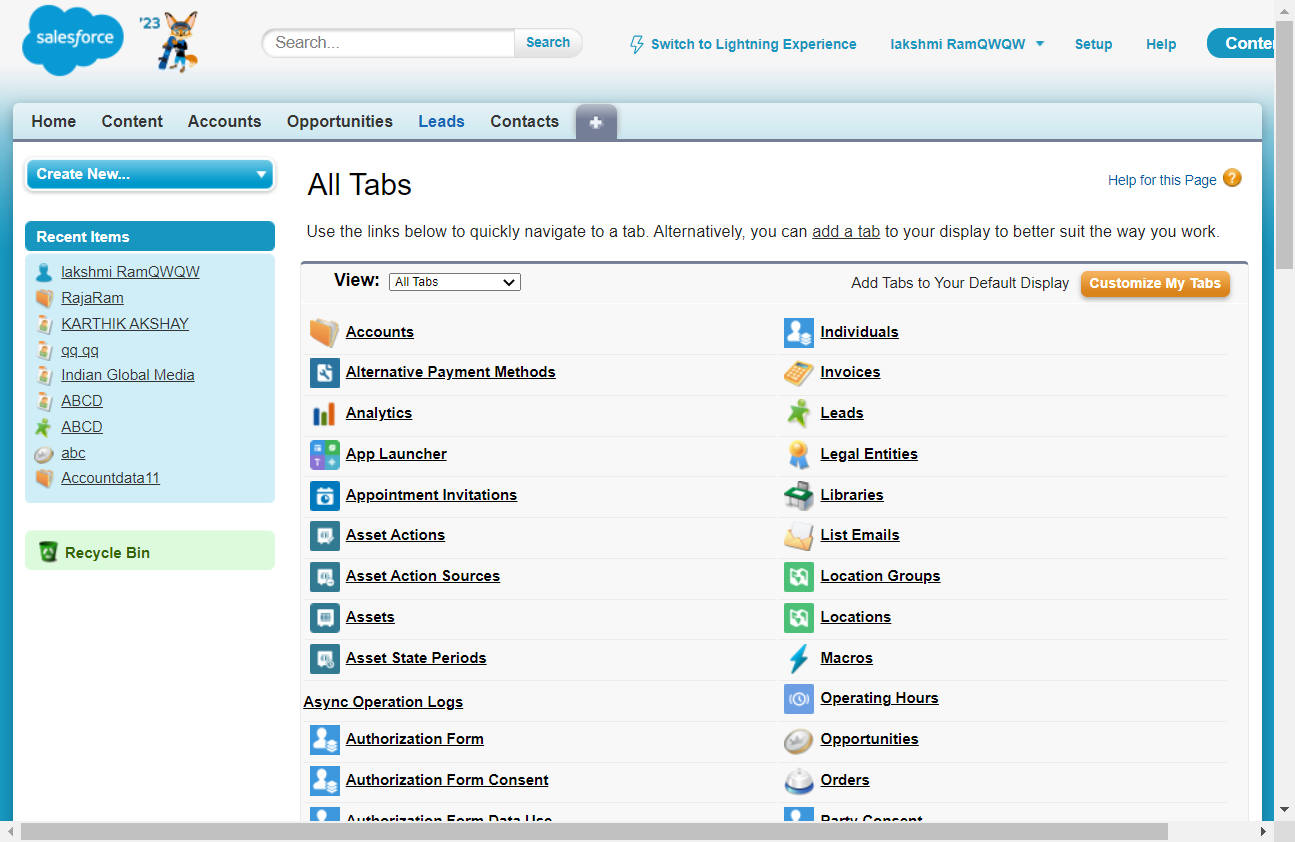 salesforce
'23
Search...
Search
Switch to Lightning Experience
lakshmi RamQWQW
Setup
Help
Home
Content
Accounts
Opportunities
Leads
Contacts
Create New...
Recent Items
lakshmi RamQWQW
RajaRam
KARTHIK AKSHAY
qq qq
Indian Global Media
ABCD
ABCD
abc
Accountdata11
Recycle Bin
All Tabs
Help for this Page
Use the links below to quickly navigate to a tab. Alternatively, you can add a tab to your display to better suit the way you work.
View:
All Tabs
Add Tabs to Your Default Display
Customize My Tabs
Accounts
Alternative Payment Methods
Analytics
App Launcher
Appointment Invitations
Asset Actions
Asset Action Sources
Assets
Asset State Periods
Async Operation Logs
Authorization Form
Authorization Form Consent
Authorization Form Data Use
Individuals
Invoices
Leads
Legal Entities
Libraries
List Emails
Location Groups
Locations
Macros
Operating Hours
Opportunities
Orders
Party Consent